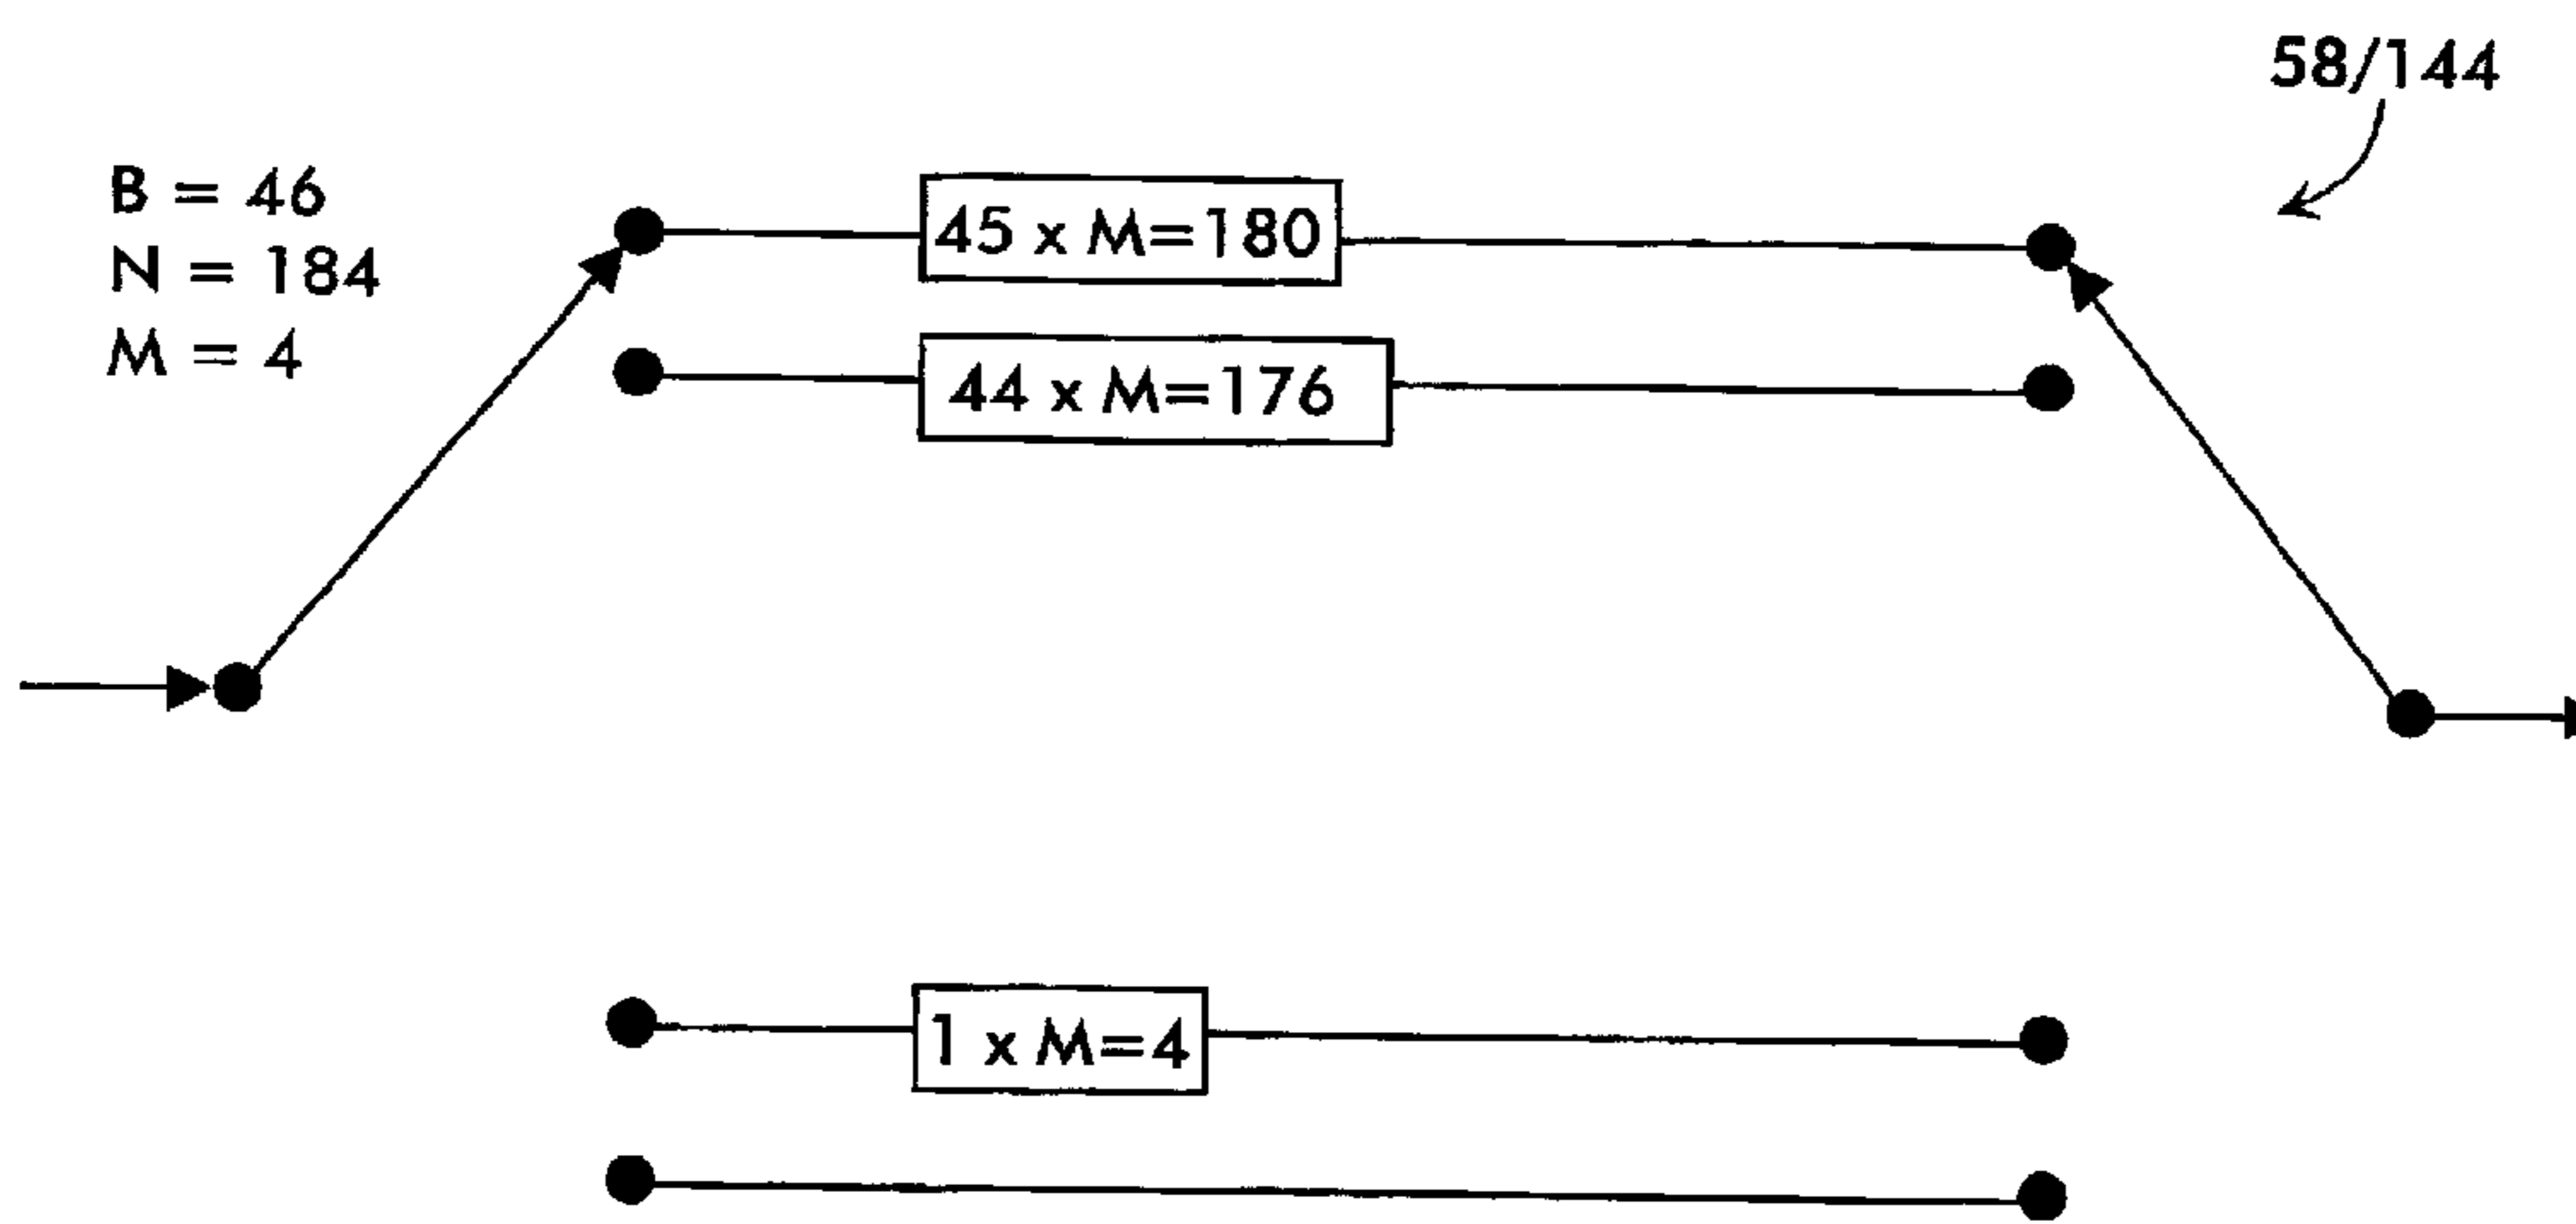 58/144
B = 46
N = 184
M = 4
45 x M=180
44 x M=176
1 x M=4